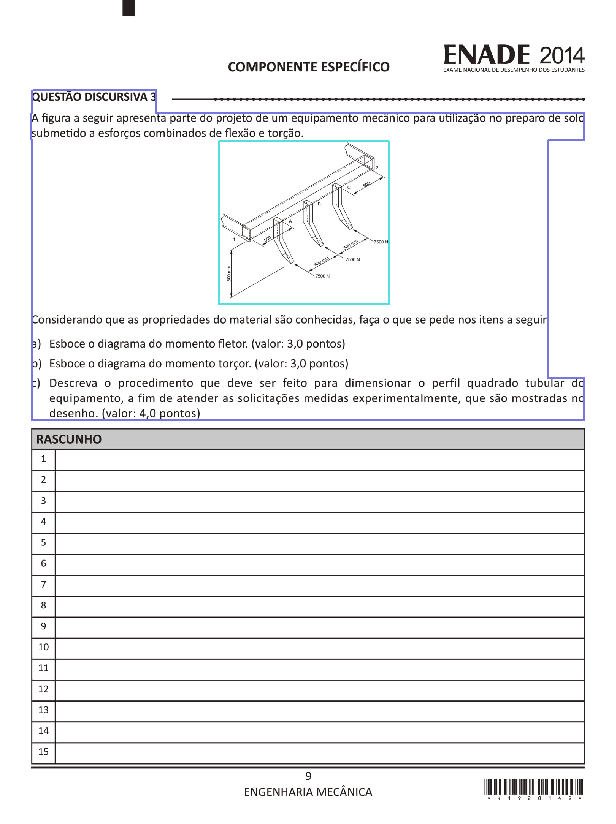 ENADE 2014
EXAME NACIONAL DE DESEMPENHO DOS ESTUDANTES
COMPONENTE ESPECÍFICO
QUESTÃO DISCURSIVA 3
A figura a seguir apresenta parte do projeto de um equipamento mecânico para utilização no preparo de solo
submetido a esforços combinados de flexão e torção.
7500 N
7500 N
7500 N
Considerando que as propriedades do material são conhecidas, faça o que se pede nos itens a seguir
a) Esboce o diagrama do momento fletor. (valor: 3,0 pontos)
b) Esboce o diagrama do momento torçor. (valor: 3,0 pontos)
c) Descreva o procedimento que deve ser feito para dimensionar o perfil quadrado tubular do
equipamento, a fim de atender as solicitações medidas experimentalmente, que são mostradas no
desenho. (valor: 4,0 pontos)
RASCUNHO
1
2
3
4
5
6
7
8
9
10
11
12
13
14
15
9
ENGENHARIA MECÂNICA